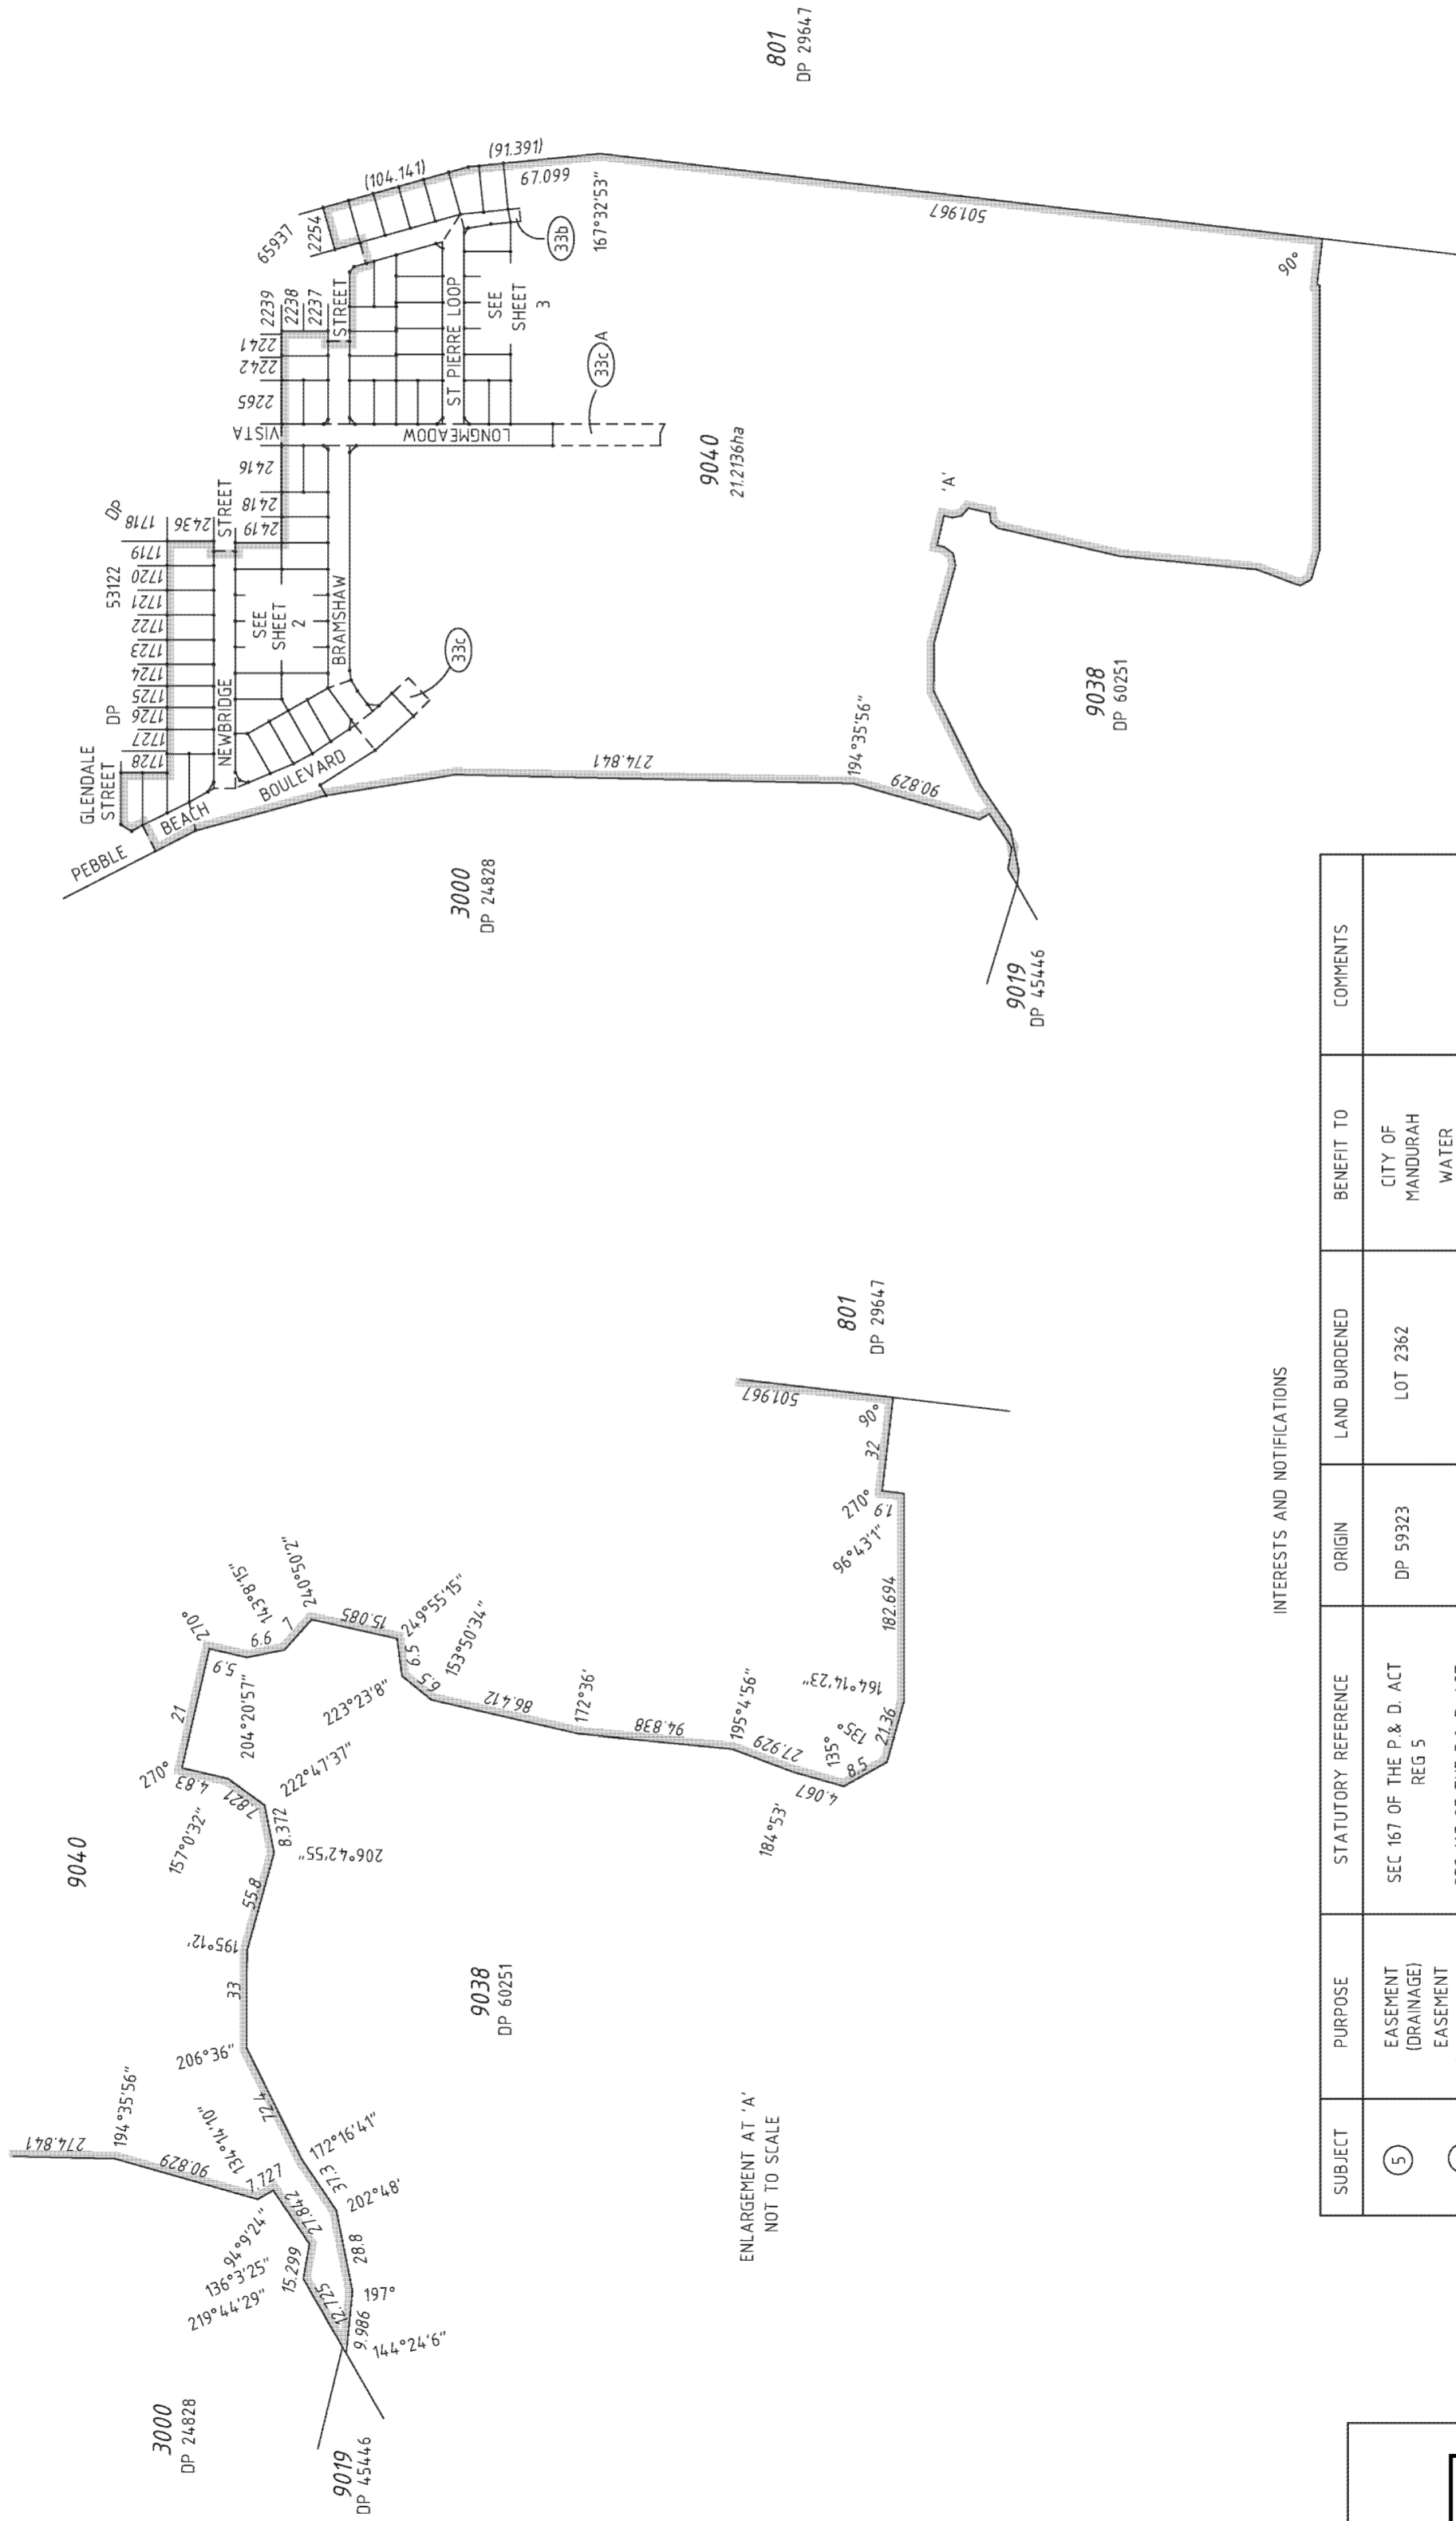 801
DP 29647
65937
2254
(104.141)
(91.391)
660.79
167°32'53"
33b
501.967
90°
2239
2238
2237
2241
2242
2265
VISTA
2416
2418
2419
STREET
ST PIERRE LOOP
SEE
SHEET
3
33c A
LONGMEADOW
9040
21.2136ha
DP
1718
2436
STREET
53122
1719
1720
1721
1722
1723
1724
1725
1726
1727
1728
DP
GLENDALE
STREET
NEWBRIDGE
SEE
SHEET
2
BRAMSHAW
33c
PEBBLE
BEACH
BOULEVARD
274.841
194°35'56"
90.829
'A'
3000
DP 24828
9038
DP 60251
9019
DP 45446
9040
274.841
194°35'56"
90.829
134°14'10"
7.727
94°9'24"
27.842
136°3'25"
15.299
219°44'29"
12.725
9.986
144°24'6"
161°
28.8
202°48'
37.3
172°16'41"
72.4
206°36"
33
195°12'
55.8
206°42'55"
8.372
222°47'37"
7.821
157°0'32"
4.83
270°
21
270°
5.9
204°20'57"
9.9
143°8'15"
7
240°50'2"
15.085
249°55'15"
6.5
223°23'8"
6.5
153°50'34"
86.412
172°36'
94.838
195°4'56"
27.929
184°53'
4.067
135°
8.5
135°
21.36
164°14'23"
182.694
96°43'1"
1.9
270°
32
90°
501.967
801
DP 29647
3000
DP 24828
9019
DP 45446
9038
DP 60251
ENLARGEMENT AT 'A'
NOT TO SCALE
INTERESTS AND NOTIFICATIONS
SUBJECT PURPOSE STATUTORY REFERENCE ORIGIN LAND BURDENED BENEFIT TO COMMENTS
5 EASEMENT SEC 167 OF THE P.& D. ACT DP 59323 LOT 2362 CITY OF
(DRAINAGE) REG 5 MANDURAH
EASEMENT WATER